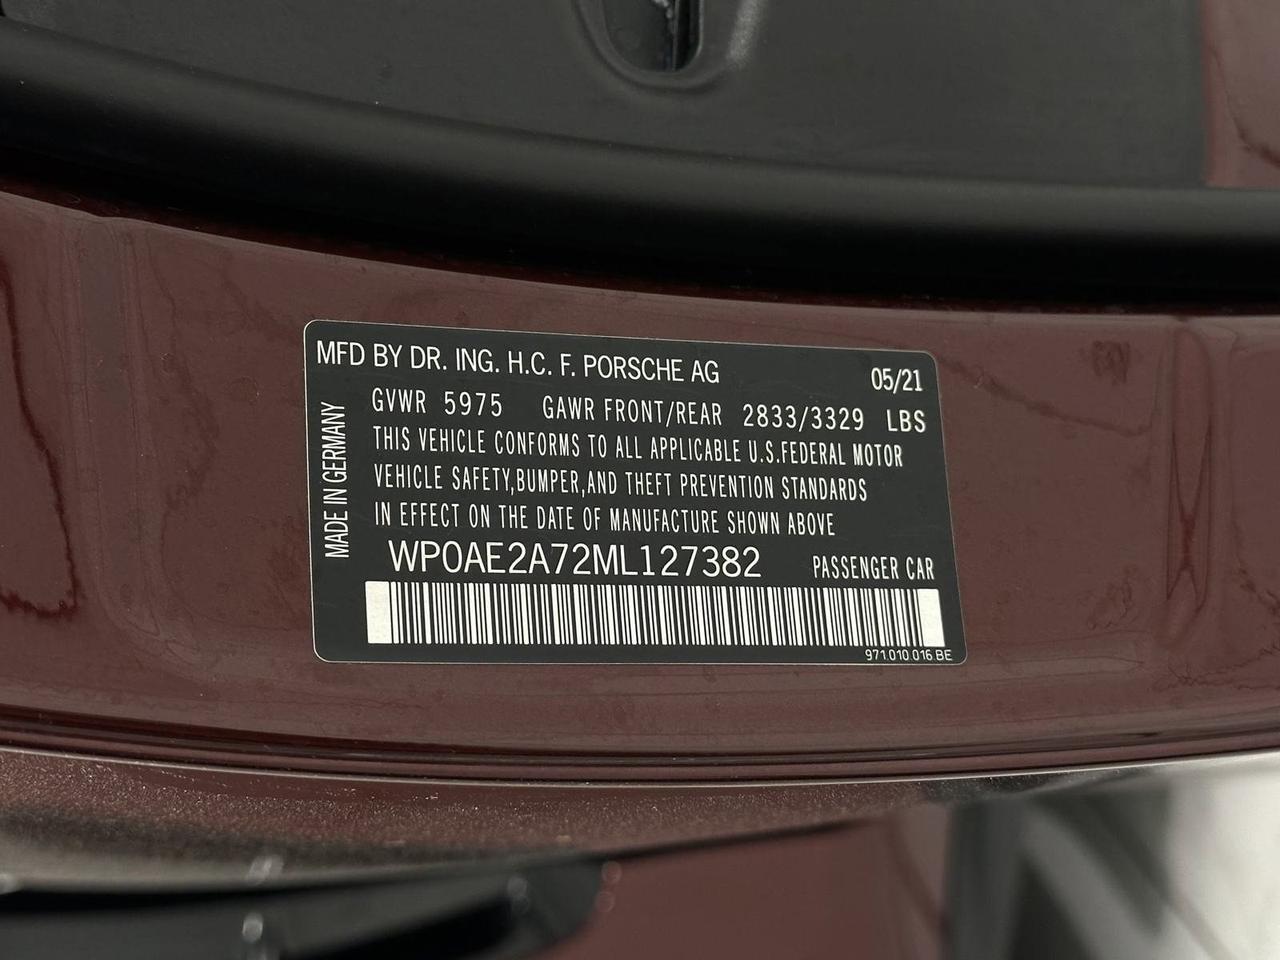 MFD BY DR. ING. H.C. F. PORSCHE AG 05/21
GVWR 5975 GAWR FRONT/REAR 2833/3329 LBS
THIS VEHICLE CONFORMS TO ALL APPLICABLE U.S.FEDERAL MOTOR
VEHICLE SAFETY,BUMPER,AND THEFT PREVENTION STANDARDS
IN EFFECT ON THE DATE OF MANUFACTURE SHOWN ABOVE
MADE IN GERMANY
WP0AE2A72ML127382 PASSENGER CAR
971.010.016.BE